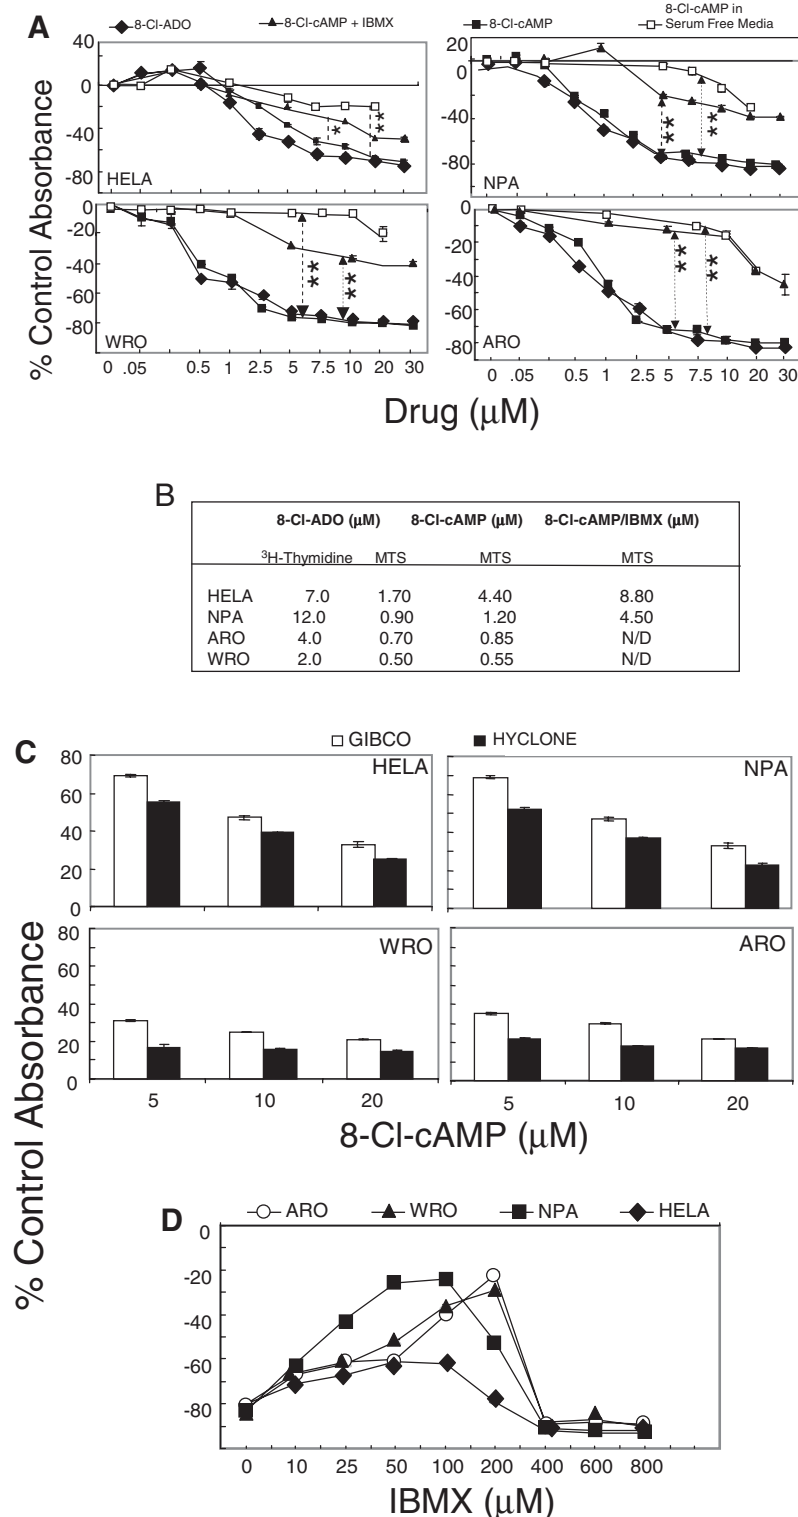 A
8-Cl-ADO
8-Cl-cAMP + IBMX
8-Cl-cAMP
8-Cl-cAMP in
Serum Free Media
% Control Absorbance
40
0
-40
-80
HELA
*
**
20
0
-40
-80
NPA
**
**
0
-20
-40
-60
-80
WRO
**
**
0
-20
-40
-60
-80
ARO
**
**
0 .05 0.5 1 2.5 5 7.5 10 20 30
0 .05 0.5 1 2.5 5 7.5 10 20 30
Drug (μM)
B
8-Cl-ADO (μM) 8-Cl-cAMP (μM) 8-Cl-cAMP/IBMX (μM)
³H-Thymidine MTS MTS MTS
HELA 7.0 1.70 4.40 8.80
NPA 12.0 0.90 1.20 4.50
ARO 4.0 0.70 0.85 N/D
WRO 2.0 0.50 0.55 N/D
C
GIBCO HYCLONE
% Control Absorbance
80
60
40
20
0
HELA
NPA
80
60
40
20
0
WRO
ARO
5 10 20
5 10 20
8-Cl-cAMP (μM)
D
ARO WRO NPA HELA
0
-20
-40
-60
-80
0 10 25 50 100 200 400 600 800
IBMX (μM)